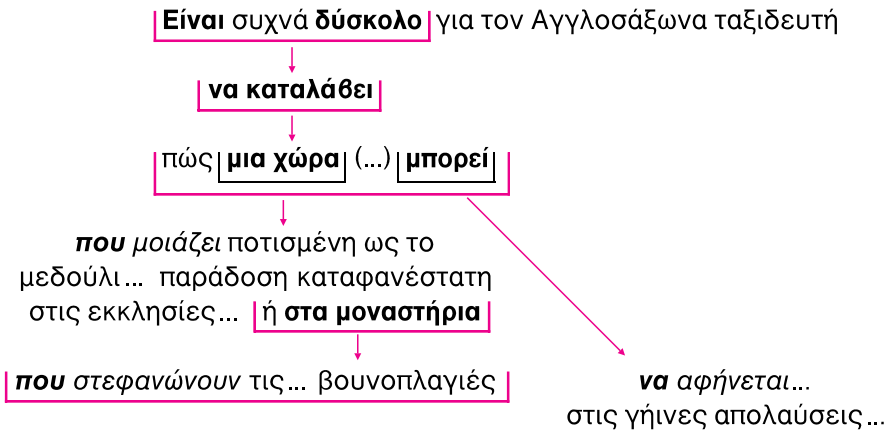 Είναι συχνά δύσκολο για τον Αγγλοσάξωνα ταξιδευτή
να καταλάβει
πώς μια χώρα (...) μπορεί
που μοιάζει ποτισμένη ως το
μεδούλι... παράδοση καταφανέστατη
στις εκκλησίες... ή στα μοναστήρια
που στεφανώνουν τις... βουνοπλαγιές
να αφήνεται...
στις γήινες απολαύσεις...